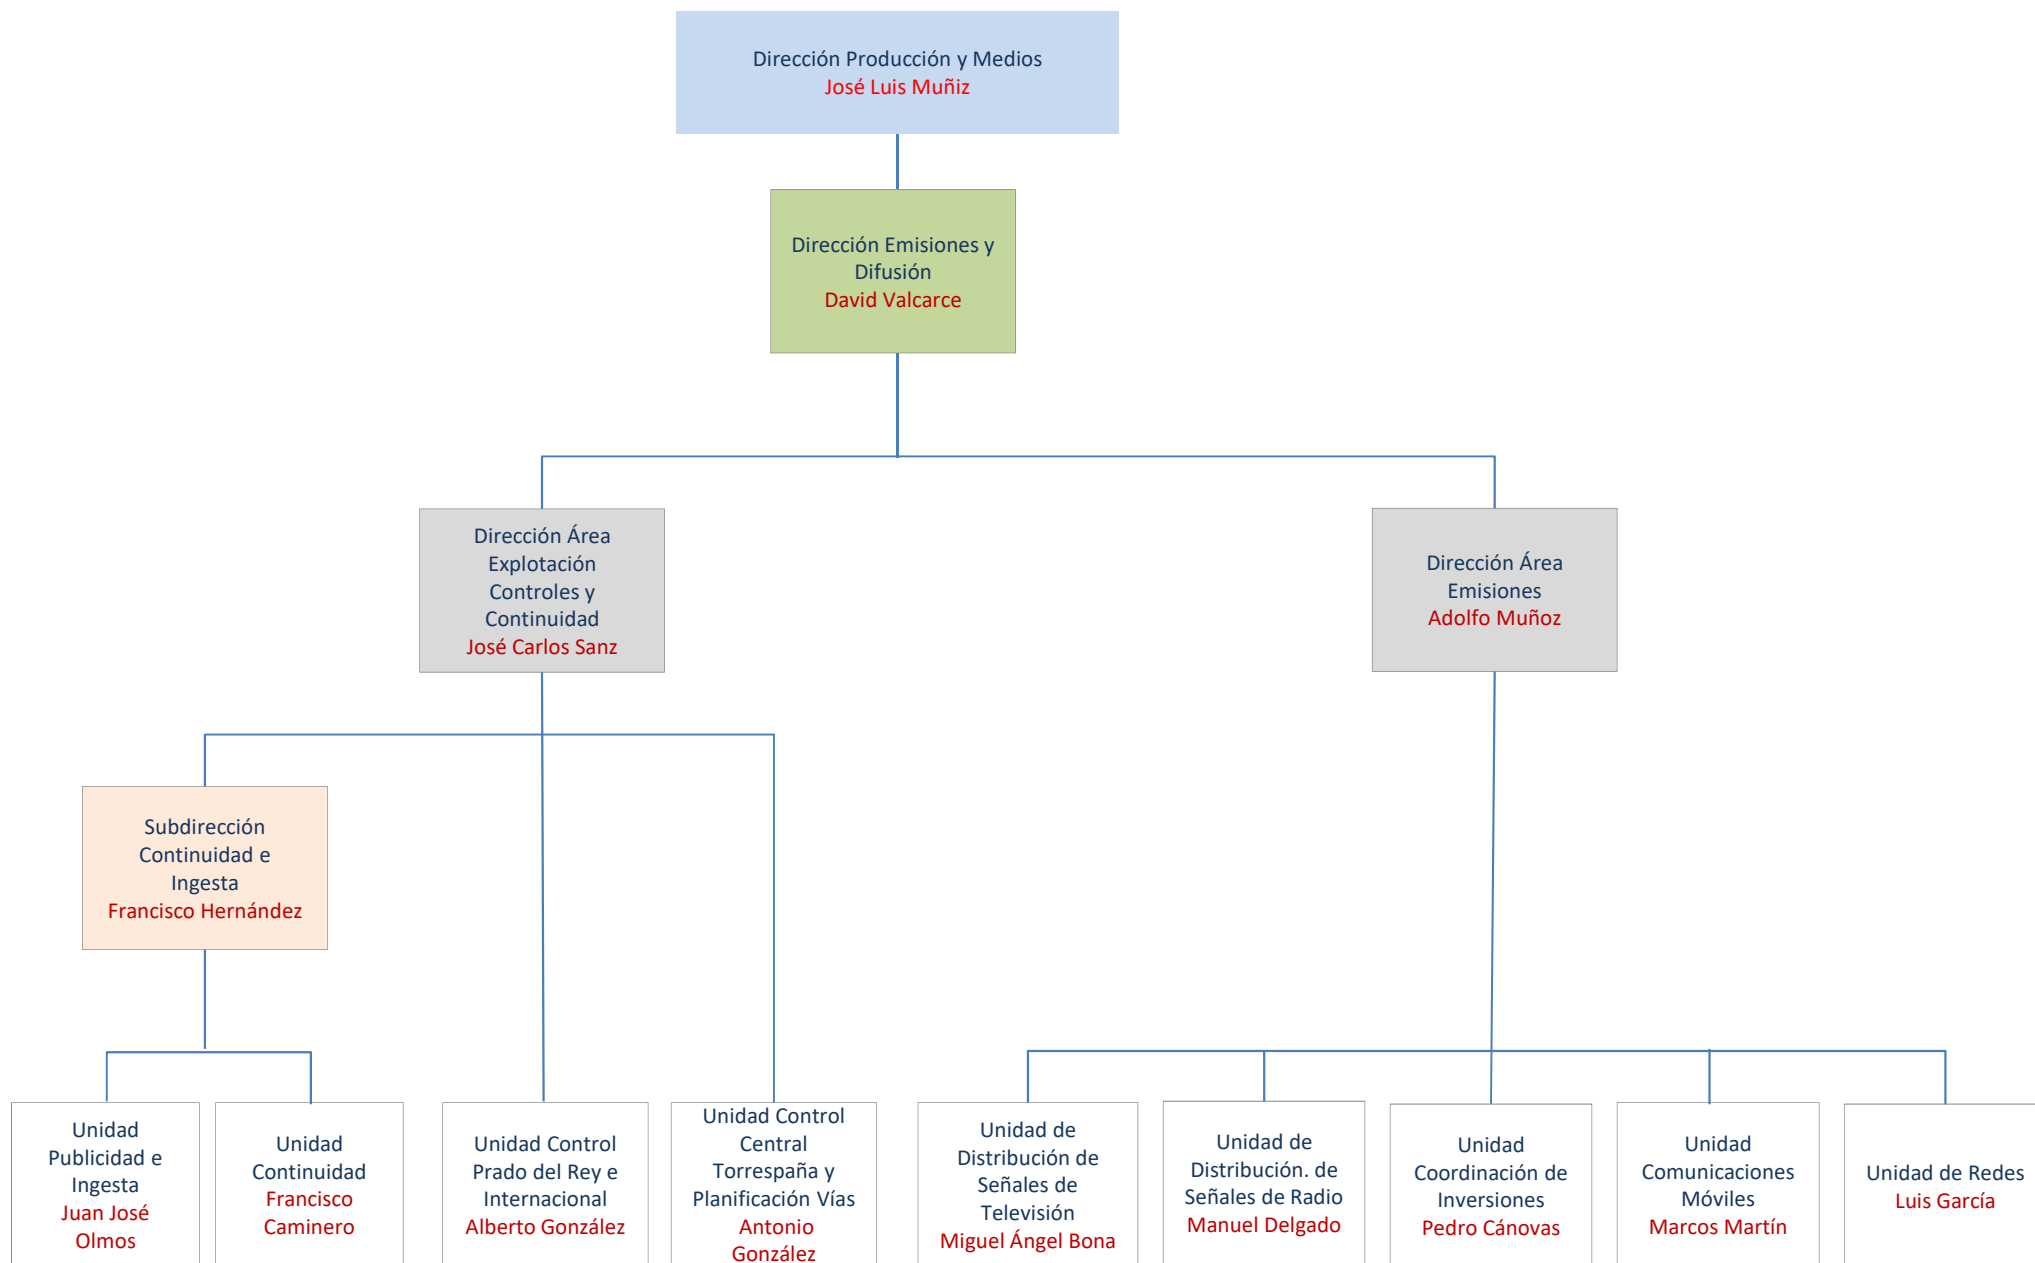 Dirección Producción y Medios
José Luis Muñiz
Dirección Emisiones y
Difusión
David Valcarce
Dirección Área
Explotación
Controles y
Continuidad
José Carlos Sanz
Dirección Área
Emisiones
Adolfo Muñoz
Subdirección
Continuidad e
Ingesta
Francisco Hernández
Unidad
Publicidad e
Ingesta
Juan José
Olmos
Unidad
Continuidad
Francisco
Caminero
Unidad Control
Prado del Rey e
Internacional
Alberto González
Unidad Control
Central
Torrespaña y
Planificación Vías
Antonio
González
Unidad de
Distribución de
Señales de
Televisión
Miguel Ángel Bona
Unidad de
Distribución. de
Señales de Radio
Manuel Delgado
Unidad
Coordinación de
Inversiones
Pedro Cánovas
Unidad
Comunicaciones
Móviles
Marcos Martín
Unidad de Redes
Luis García